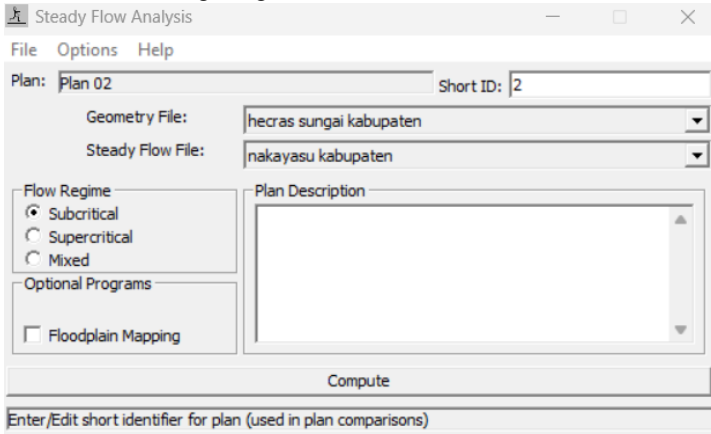 Steady Flow Analysis
File Options Help
Plan: Plan 02 Short ID: 2
Geometry File: hecras sungai kabupaten
Steady Flow File: nakayasu kabupaten
Flow Regime Plan Description
Subcritical
Supercritical
Mixed
Optional Programs
Floodplain Mapping
Compute
Enter/Edit short identifier for plan (used in plan comparisons)